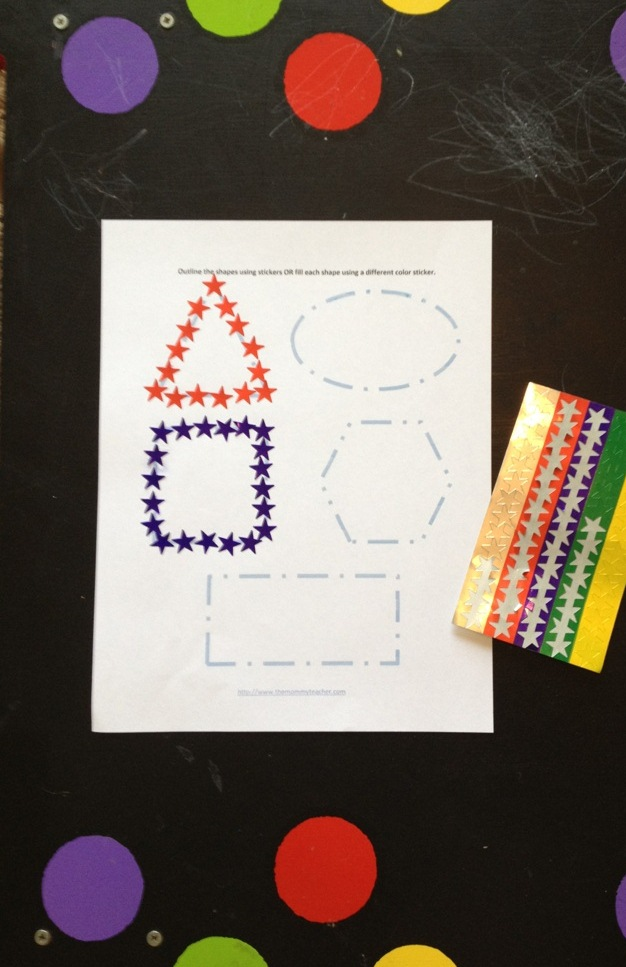 Outline the shapes using stickers OR fill each shape using a different color sticker.
http://www.themommyteacher.com